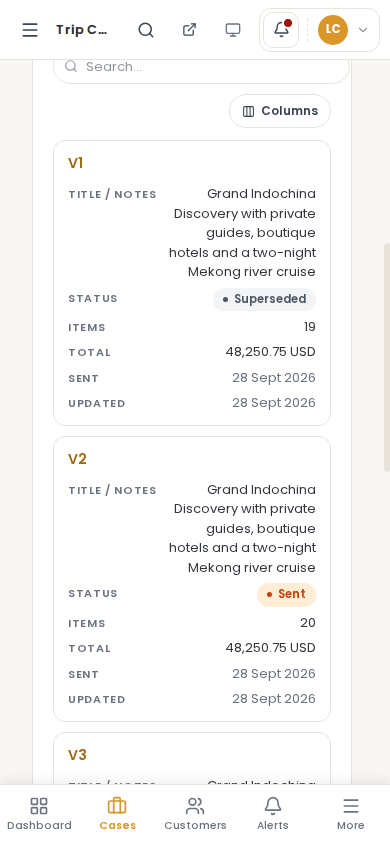 Trip C...
LC
Search...
Columns
V1
TITLE / NOTES
Grand Indochina
Discovery with private
guides, boutique
hotels and a two-night
Mekong river cruise
STATUS
Superseded
ITEMS
19
TOTAL
48,250.75 USD
SENT
28 Sept 2026
UPDATED
28 Sept 2026
V2
TITLE / NOTES
Grand Indochina
Discovery with private
guides, boutique
hotels and a two-night
Mekong river cruise
STATUS
Sent
ITEMS
20
TOTAL
48,250.75 USD
SENT
28 Sept 2026
UPDATED
28 Sept 2026
V3
TITLE / NOTES
Grand Indochina
Dashboard
Cases
Customers
Alerts
More